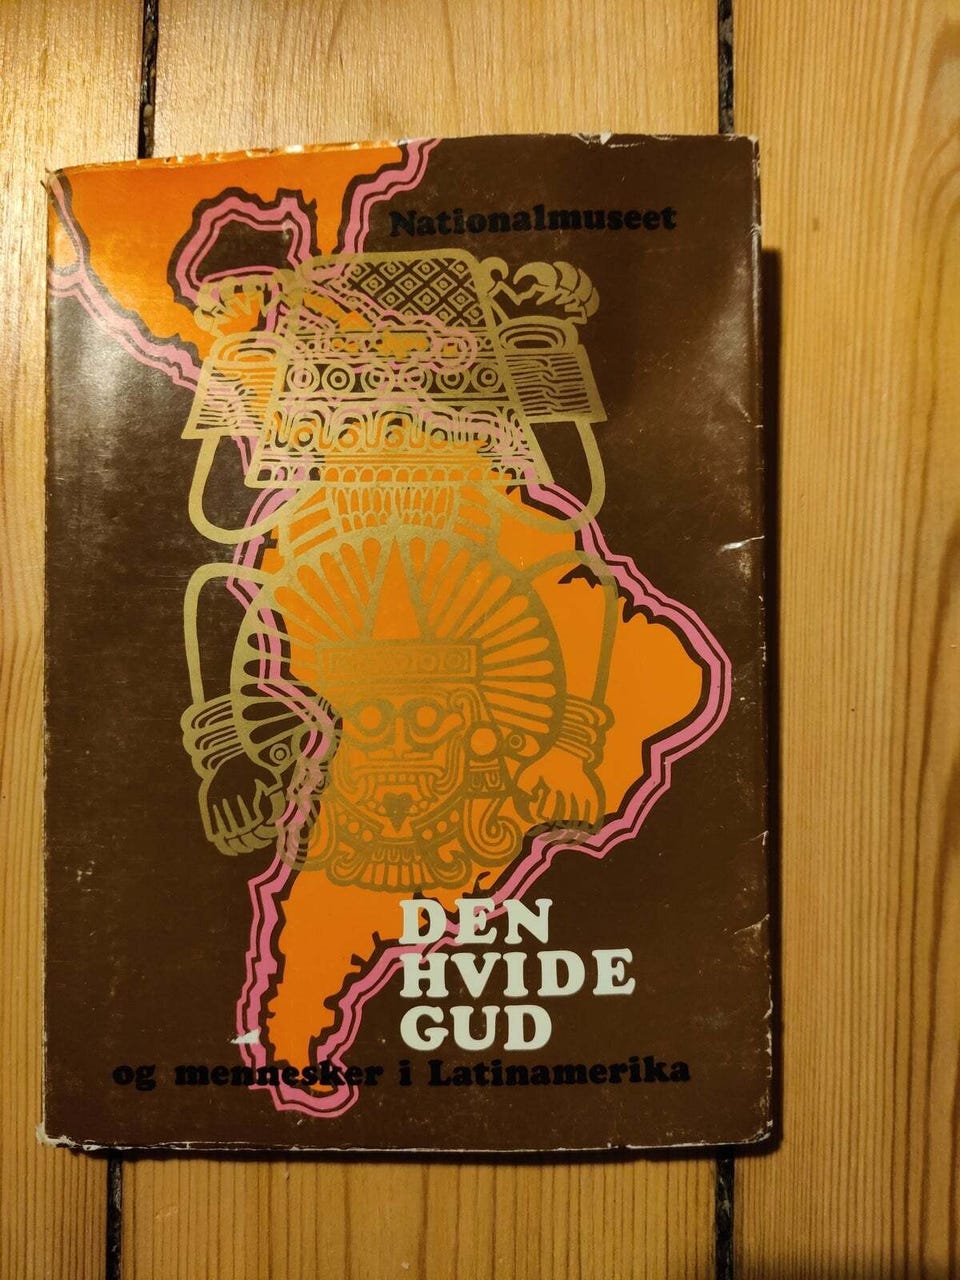 Nationalmuseet
DEN
HVIDE
GUD
og mennesker i Latinamerika